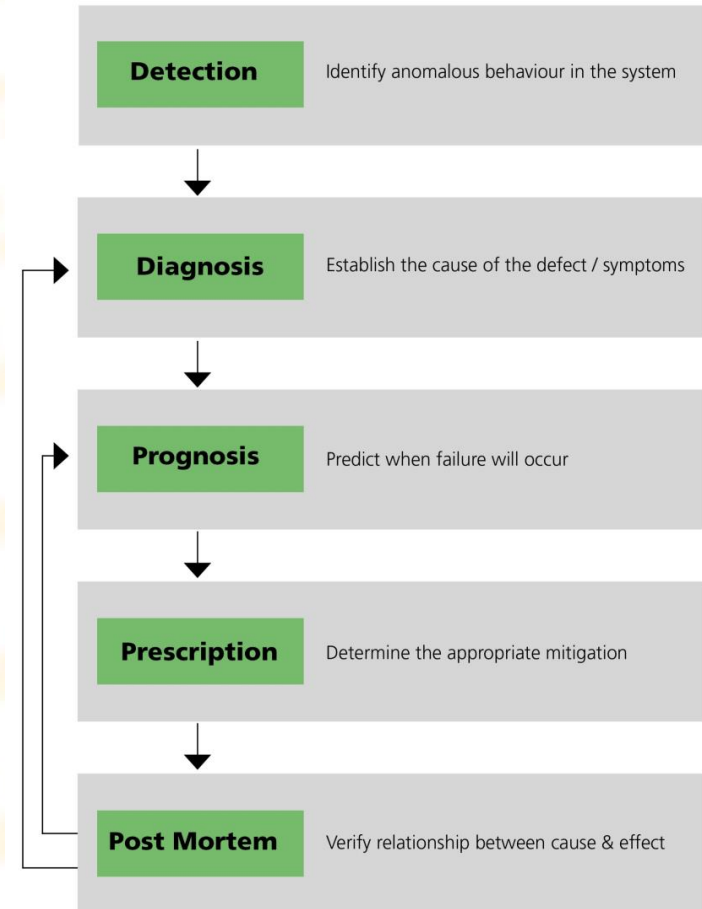 Detection
Identify anomalous behaviour in the system
Diagnosis
Establish the cause of the defect / symptoms
Prognosis
Predict when failure will occur
Prescription
Determine the appropriate mitigation
Post Mortem
Verify relationship between cause & effect